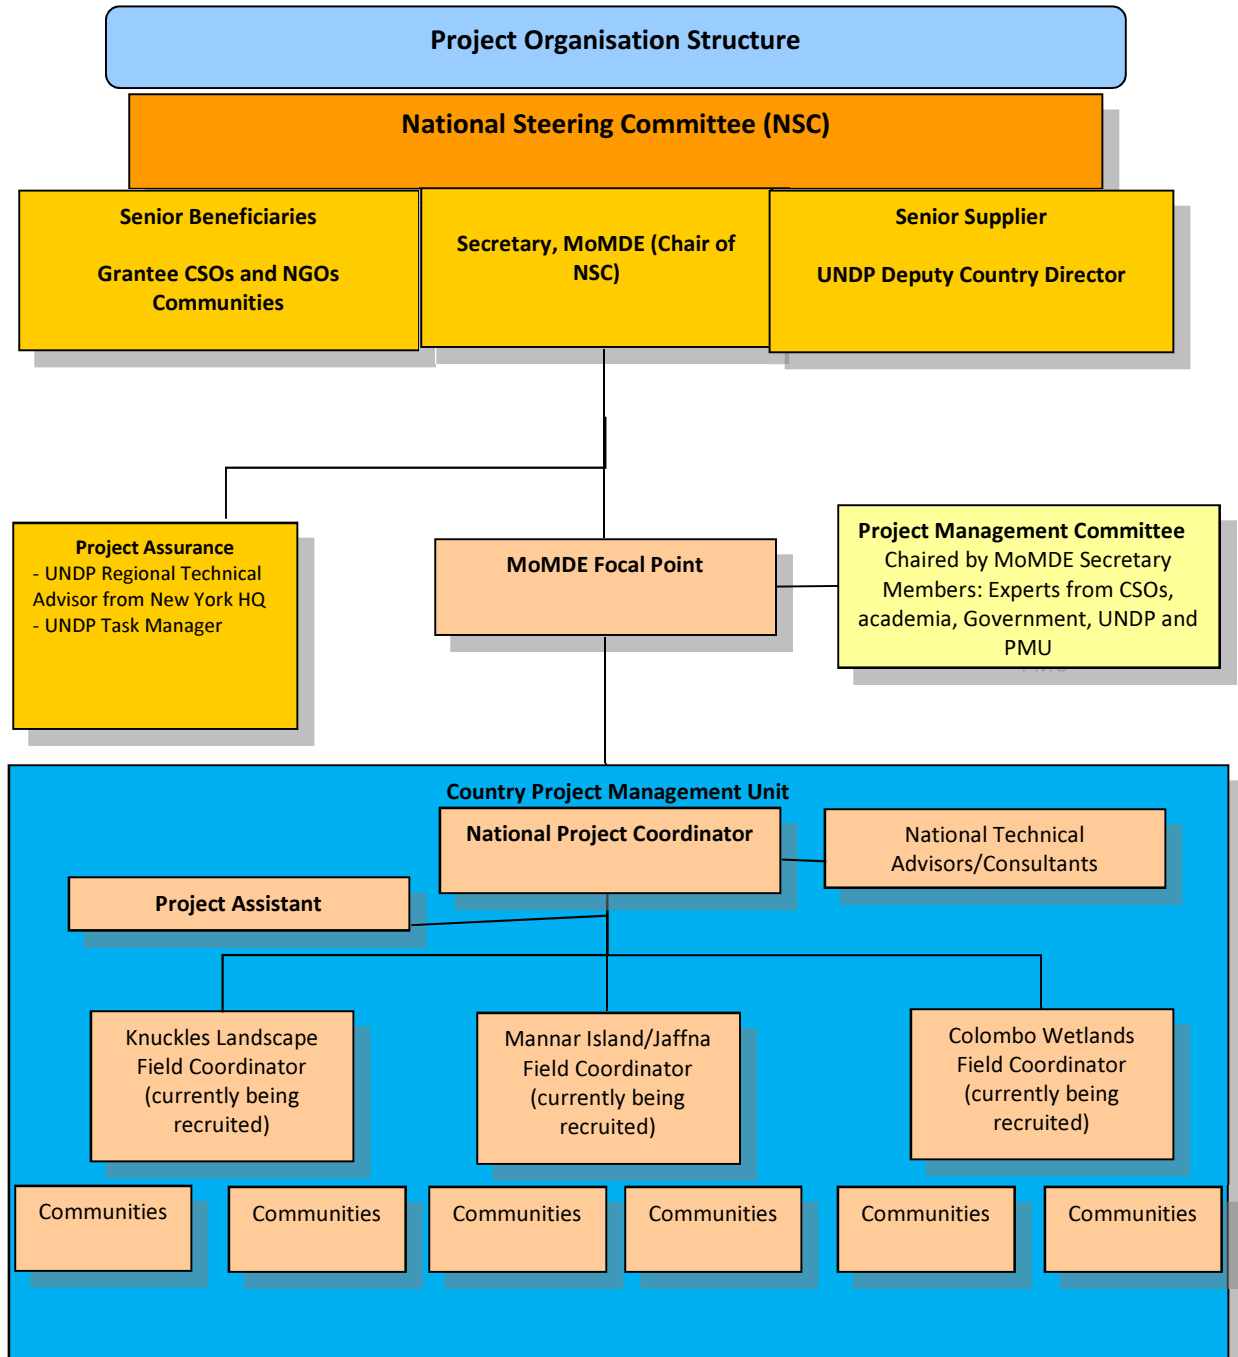 Project Organisation Structure
National Steering Committee (NSC)
Senior Beneficiaries
Grantee CSOs and NGOs
Communities
Secretary, MoMDE (Chair of
NSC)
Senior Supplier
UNDP Deputy Country Director
Project Assurance
- UNDP Regional Technical
Advisor from New York HQ
- UNDP Task Manager
MoMDE Focal Point
Project Management Committee
Chaired by MoMDE Secretary
Members: Experts from CSOs,
academia, Government, UNDP and
PMU
Country Project Management Unit
National Project Coordinator
National Technical
Advisors/Consultants
Project Assistant
Knuckles Landscape
Field Coordinator
(currently being
recruited)
Mannar Island/Jaffna
Field Coordinator
(currently being
recruited)
Colombo Wetlands
Field Coordinator
(currently being
recruited)
Communities
Communities
Communities
Communities
Communities
Communities